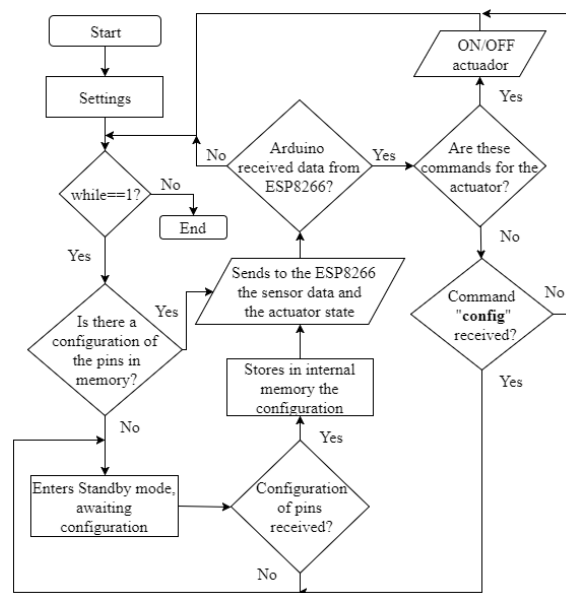 Start
Settings
while==1?
No
End
Yes
Is there a
configuration of
the pins in
memory?
Yes
No
Enters Standby mode,
awaiting
configuration
Configuration
of pins
received?
No
Yes
Stores in internal
memory the
configuration
Sends to the ESP8266
the sensor data and
the actuator state
Arduino
received data from
ESP8266?
No
Yes
Are these
commands for the
actuator?
Yes
ON/OFF
actuador
No
Command
"config"
received?
No
Yes